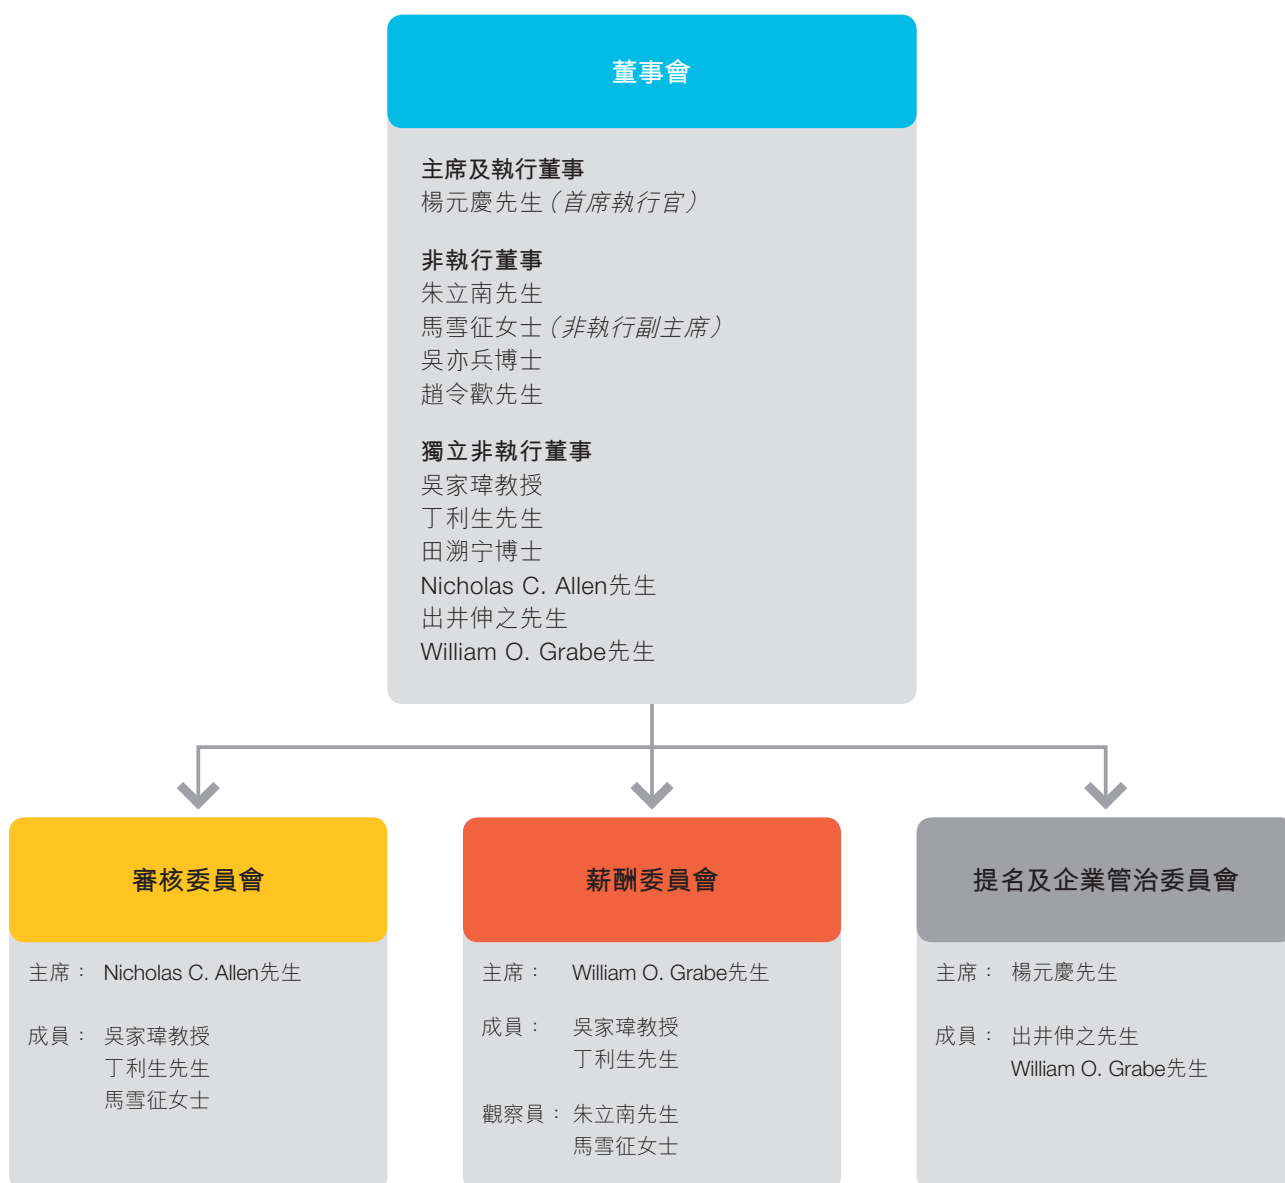 董事會
主席及執行董事
楊元慶先生（首席執行官）
非執行董事
朱立南先生
馬雪征女士（非執行副主席）
吳亦兵博士
趙令歡先生
獨立非執行董事
吳家瑋教授
丁利生先生
田溯宁博士
Nicholas C. Allen先生
出井伸之先生
William O. Grabe先生
審核委員會
主席： Nicholas C. Allen先生
成員： 吳家瑋教授
丁利生先生
馬雪征女士
薪酬委員會
主席： William O. Grabe先生
成員： 吳家瑋教授
丁利生先生
觀察員： 朱立南先生
馬雪征女士
提名及企業管治委員會
主席： 楊元慶先生
成員： 出井伸之先生
William O. Grabe先生